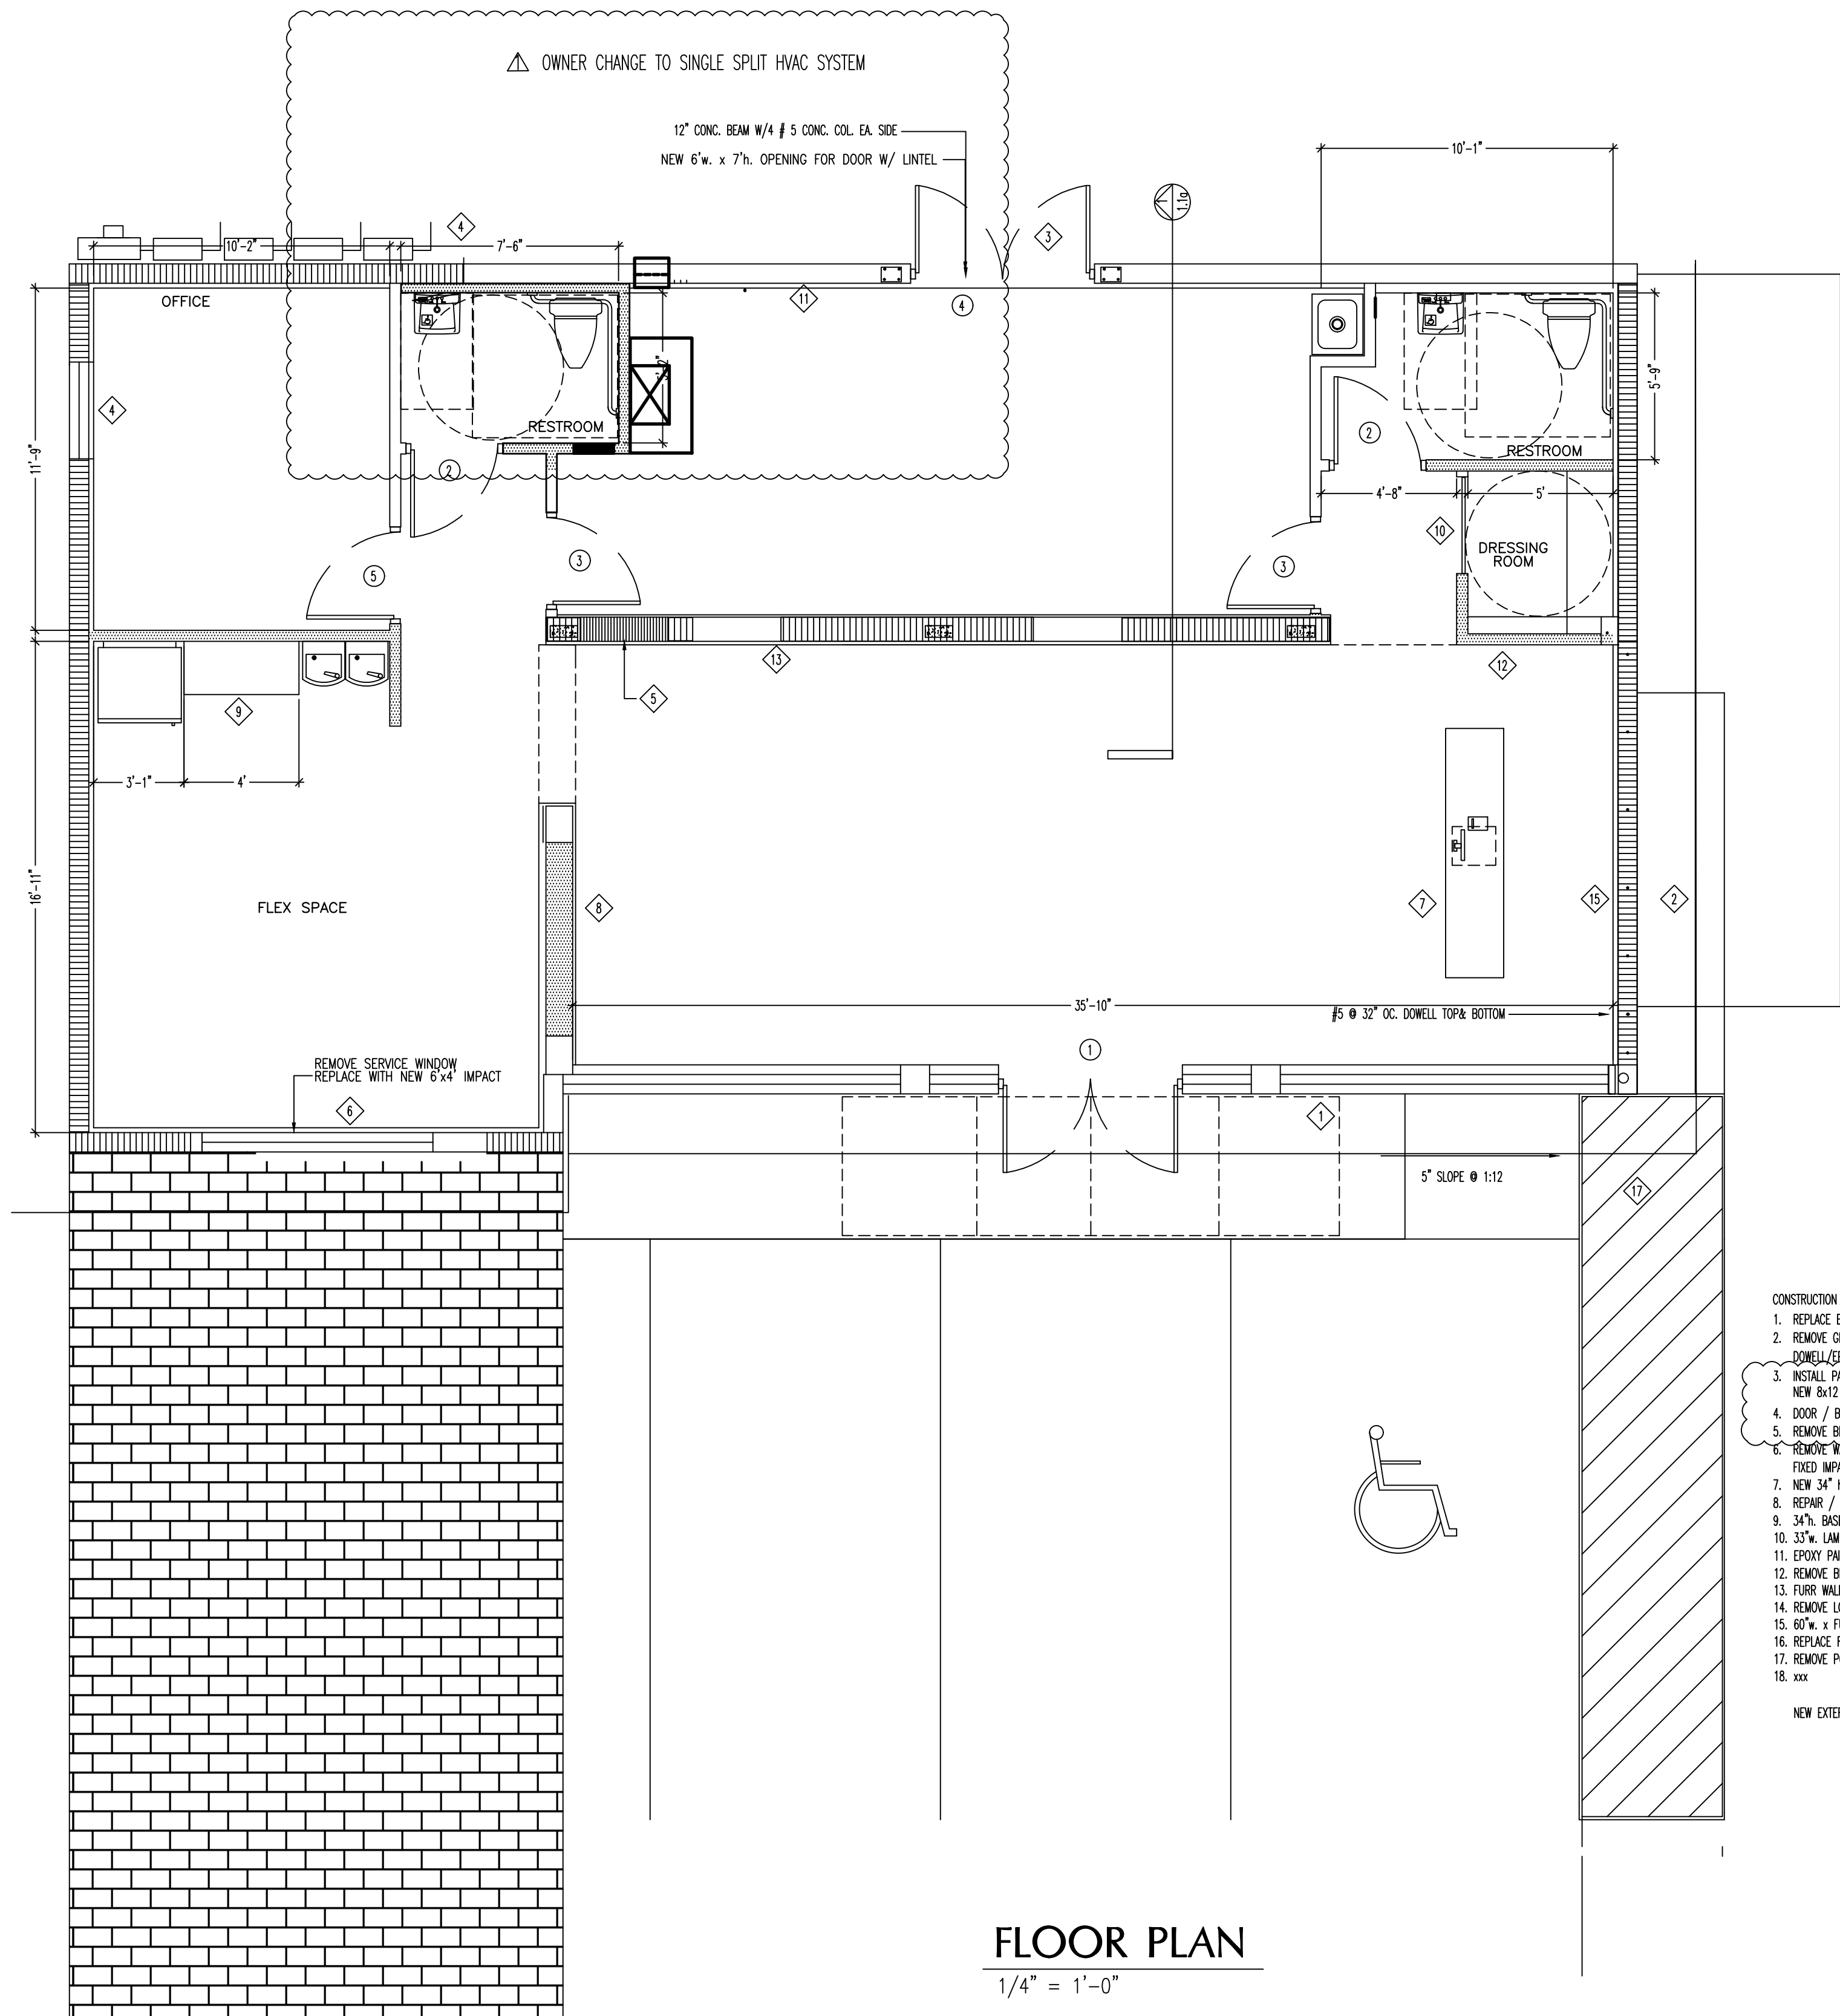 OWNER CHANGE TO SINGLE SPLIT HVAC SYSTEM
12" CONC. BEAM W/4 # 5 CONC. COL. EA. SIDE
NEW 6'w. x 7'h. OPENING FOR DOOR W/ LINTEL
10'-1"
1.1a
4
3
10'-2"
7'-6"
OFFICE
11
4
4
RESTROOM
2
2
RESTROOM
5'-9"
11'-9"
4'-8"
5'
10
DRESSING
ROOM
5
3
3
13
12
5
9
3'-1"
4'
16'-11"
FLEX SPACE
8
7
15
2
35'-10"
#5 @ 32" OC. DOWELL TOP& BOTTOM
1
REMOVE SERVICE WINDOW
REPLACE WITH NEW 6'x4' IMPACT
6
1
5" SLOPE @ 1:12
17
CONSTRUCTION
1. REPLACE
2. REMOVE
3. INSTALL
NEW 8x12
4. DOOR /
5. REMOVE
6. REMOVE
FIXED
7. NEW 34"
8. REPAIR /
9. 34"h.
10. 33"w.
11. EPOXY
12. REMOVE
13. FURR
14. REMOVE
15. 60"w. x
16. REPLACE
17. REMOVE
18. xxx
NEW
FLOOR PLAN
1/4" = 1'-0"